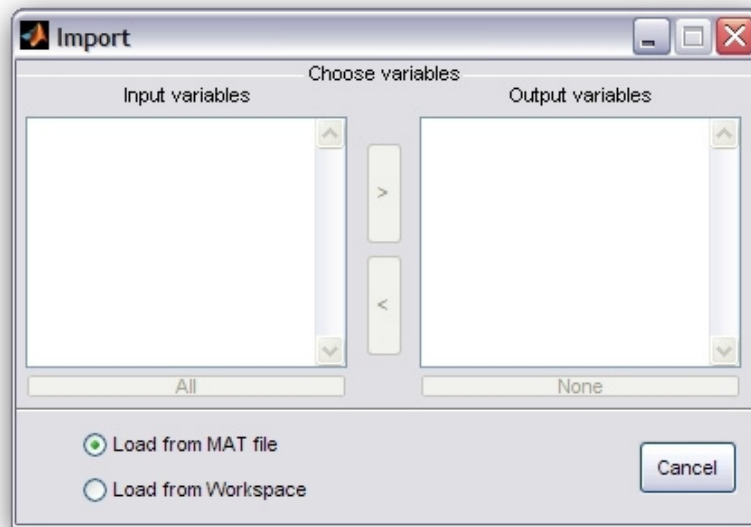 Import
Choose variables
Input variables
Output variables
>
<
All
None
Load from MAT file
Load from Workspace
Cancel